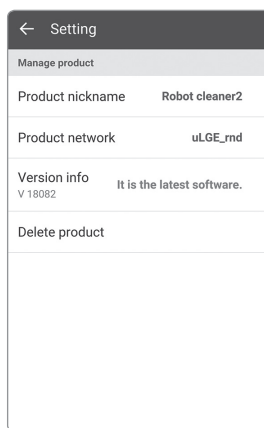 ← Setting
Manage product
Product nickname Robot cleaner2
Product network uLGE_rnd
Version info It is the latest software.
V 18082
Delete product